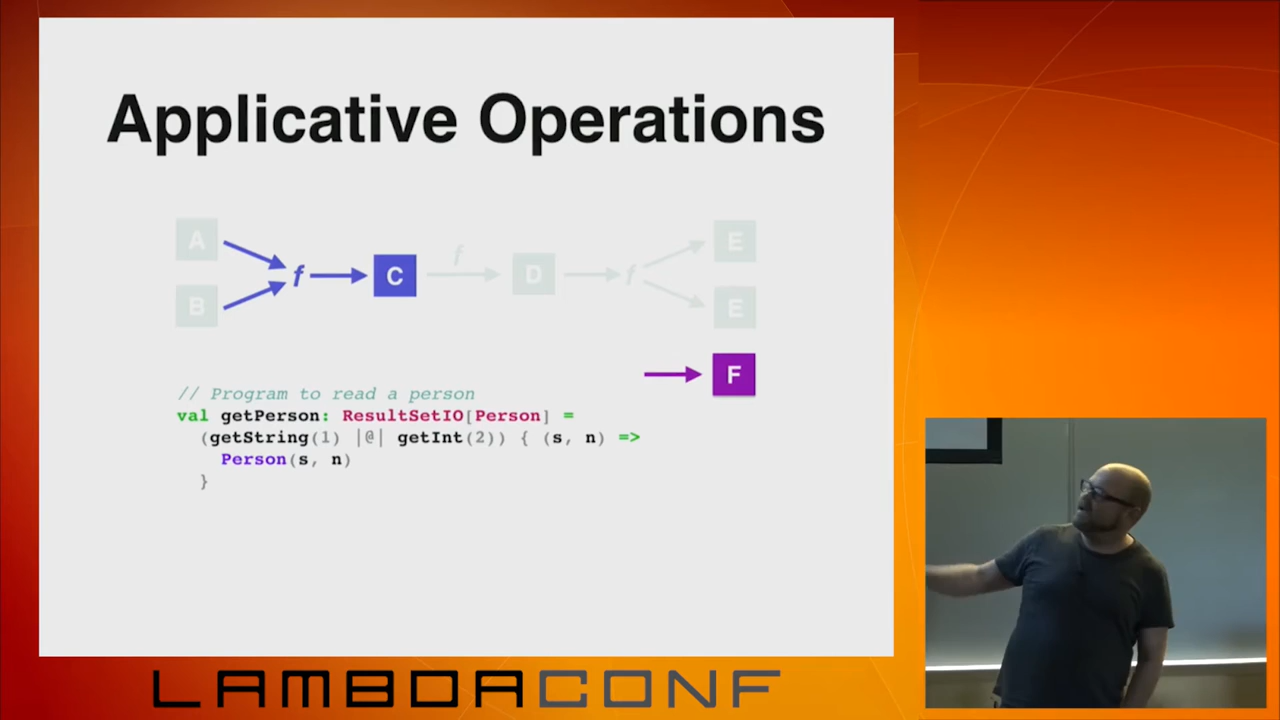 Applicative Operations
A
B
f
C
f
D
f
E
E
F
// Program to read a person
val getPerson: ResultSetIO[Person] =
(getString(1) |@| getInt(2)) { (s, n) =>
Person(s, n)
}
LAMBDACONF